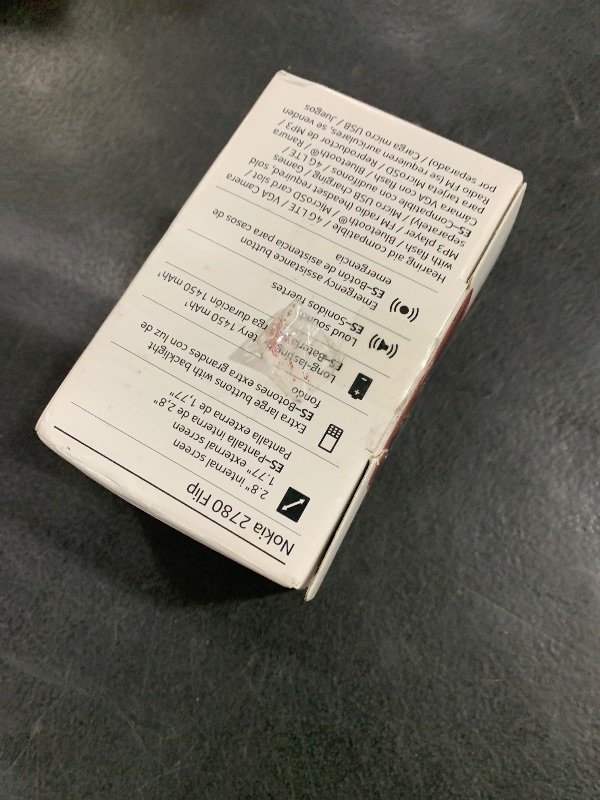 Nokia 2780 Flip
2.8" internal screen
1.77" external screen
ES-Pantalla interna de 2,8"
Pantalla externa de 1,77"
Extra large buttons with backlight
ES-Botones extra grandes con luz de
fondo
Long-lasting tery 1450 mAh¹
ES-Batería rga duración 1450 mAh¹
Loud sounds
ES-Sonidos fuertes
Emergency assistance button
ES-Botón de asistencia para casos de
emergencia
Hearing aid compatible / 4G LTE / VGA Camera
with flash / Bluetooth® / MicroSD card slot /
MP3 player / FM radio (headset required, sold
separately) / Micro USB charging / Games
ES-Compatible con audífonos / 4G LTE /
Cámara VGA con flash / Bluetooth® / Ranura
para tarjeta MicroSD / Reproductor de MP3 /
Radio FM (se requieren auriculares, se venden
por separado) / Carga micro USB / Juegos